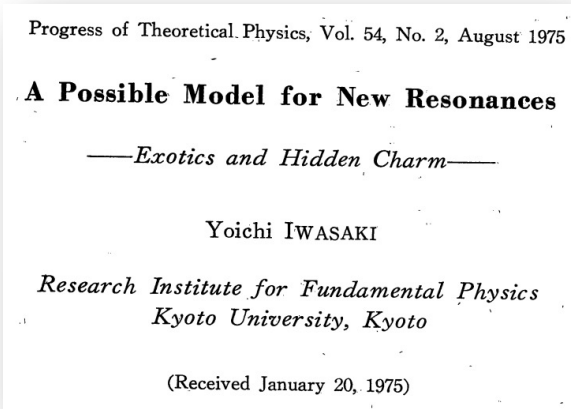 Progress of Theoretical Physics, Vol. 54, No. 2, August 1975
A Possible Model for New Resonances
——Exotics and Hidden Charm——
Yoichi IWASAKI
Research Institute for Fundamental Physics
Kyoto University, Kyoto
(Received January 20, 1975)